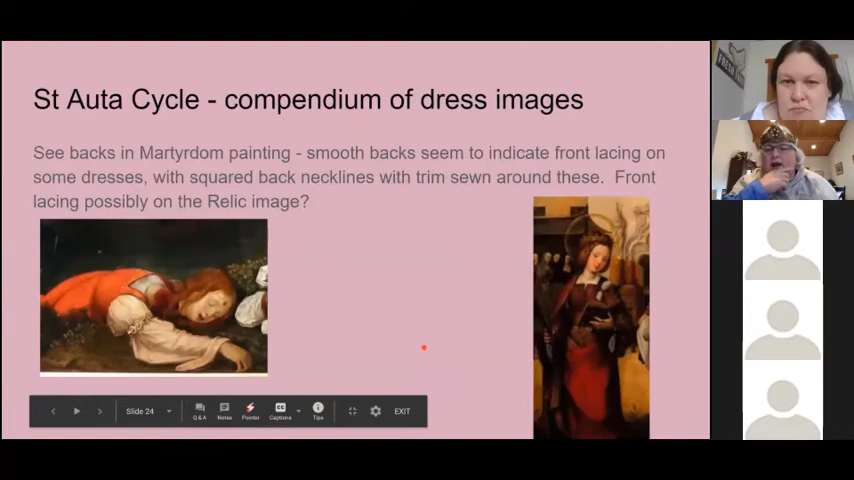 St Auta Cycle - compendium of dress images
See backs in Martyrdom painting - smooth backs seem to indicate front lacing on
some dresses, with squared back necklines with trim sewn around these.  Front
lacing possibly on the Relic image?
Slide 24
Q & A
Notes
Pointer
Captions
Tips
EXIT
FRESH